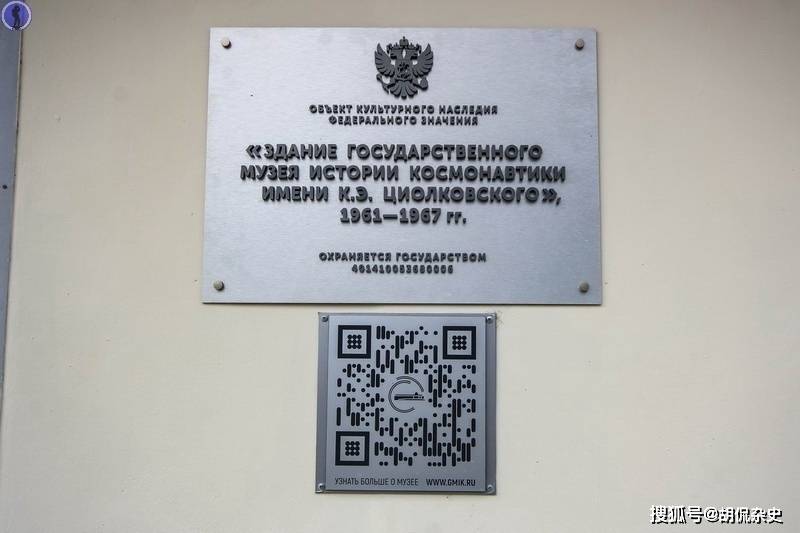 ОБЪЕКТ КУЛЬТУРНОГО НАСЛЕДИЯ
ФЕДЕРАЛЬНОГО ЗНАЧЕНИЯ
«ЗДАНИЕ ГОСУДАРСТВЕННОГО
МУЗЕЯ ИСТОРИИ КОСМОНАВТИКИ
ИМЕНИ К.Э. ЦИОЛКОВСКОГО»,
1961—1967 гг.
ОХРАНЯЕТСЯ ГОСУДАРСТВОМ
401410053650006
УЗНАТЬ БОЛЬШЕ О МУЗЕЕ WWW.GMIK.RU
搜狐号@胡侃杂史